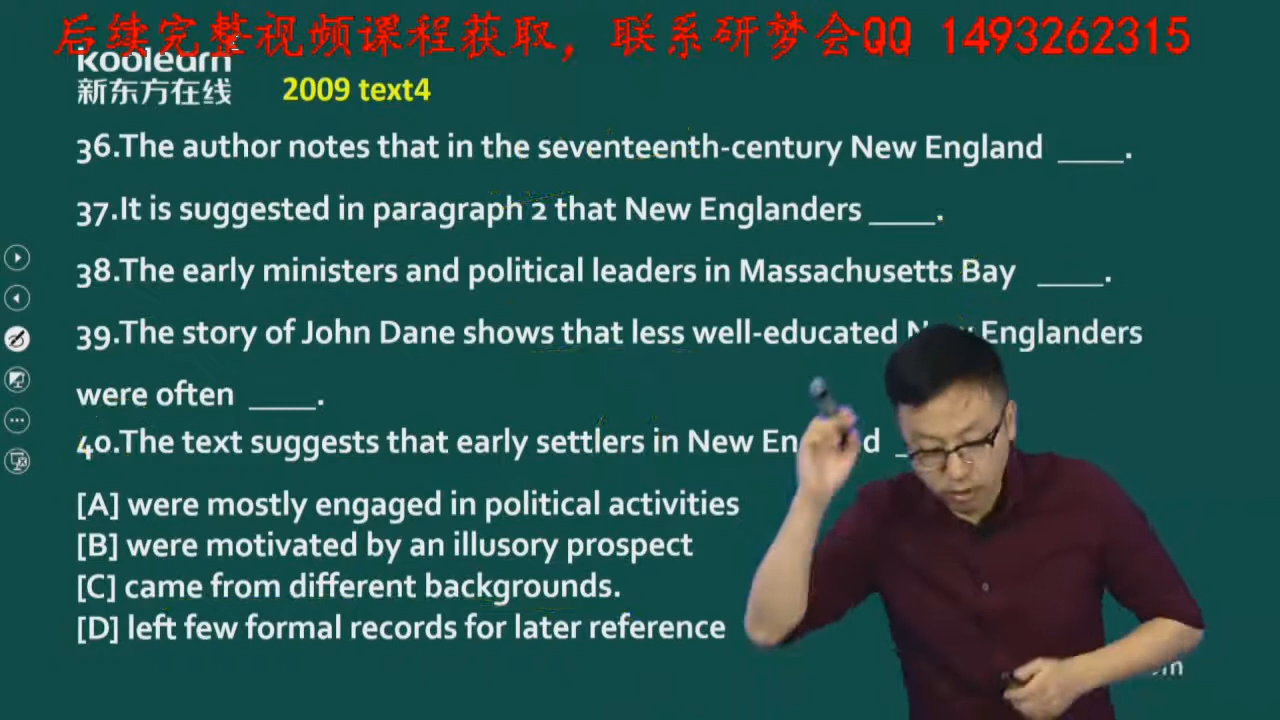 后续完整视频课程获取，联系研梦会QQ 1493262315
koolearn
新东方在线
2009 text4
36.The author notes that in the seventeenth-century New England ____.
37.It is suggested in paragraph 2 that New Englanders ____.
38.The early ministers and political leaders in Massachusetts Bay ____.
39.The story of John Dane shows that less well-educated Englanders
were often ____.
40.The text suggests that early settlers in New
[A] were mostly engaged in political activities
[B] were motivated by an illusory prospect
[C] came from different backgrounds.
[D] left few formal records for later reference